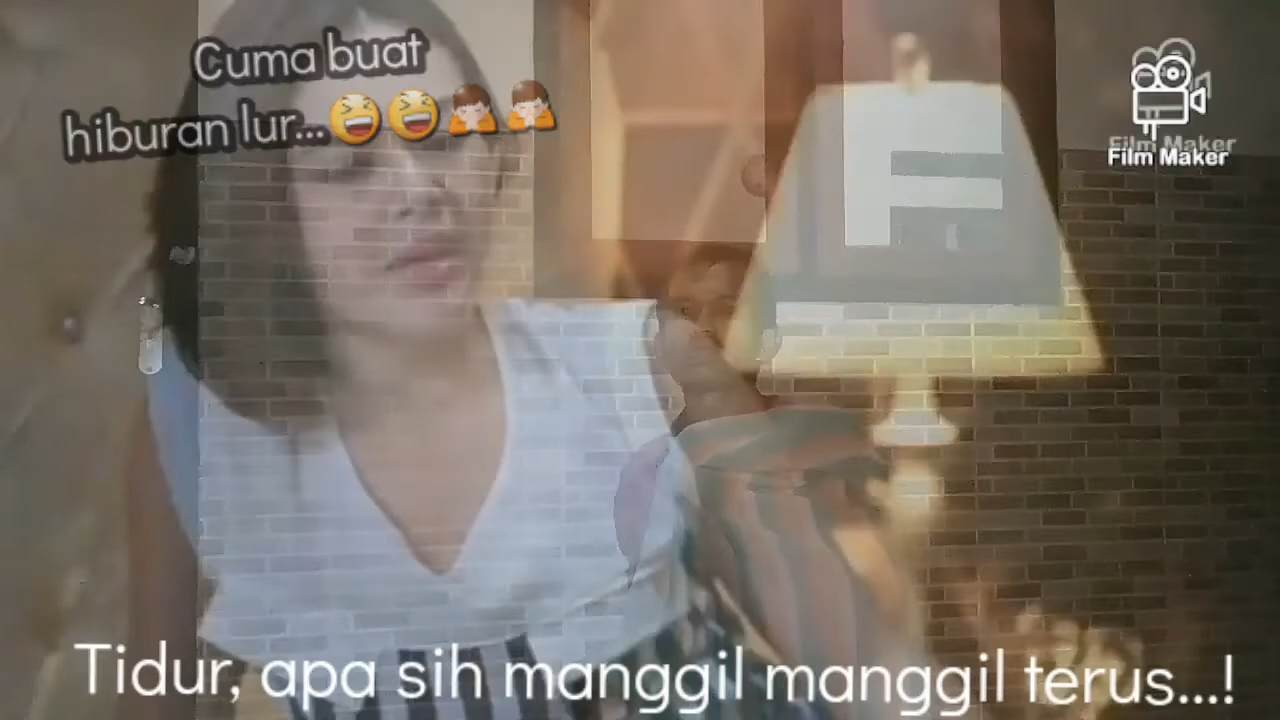 Cuma buat
hiburan lur...😆😆🙏🙏
Film Maker
Film Maker
Tidur, apa sih manggil manggil terus...!